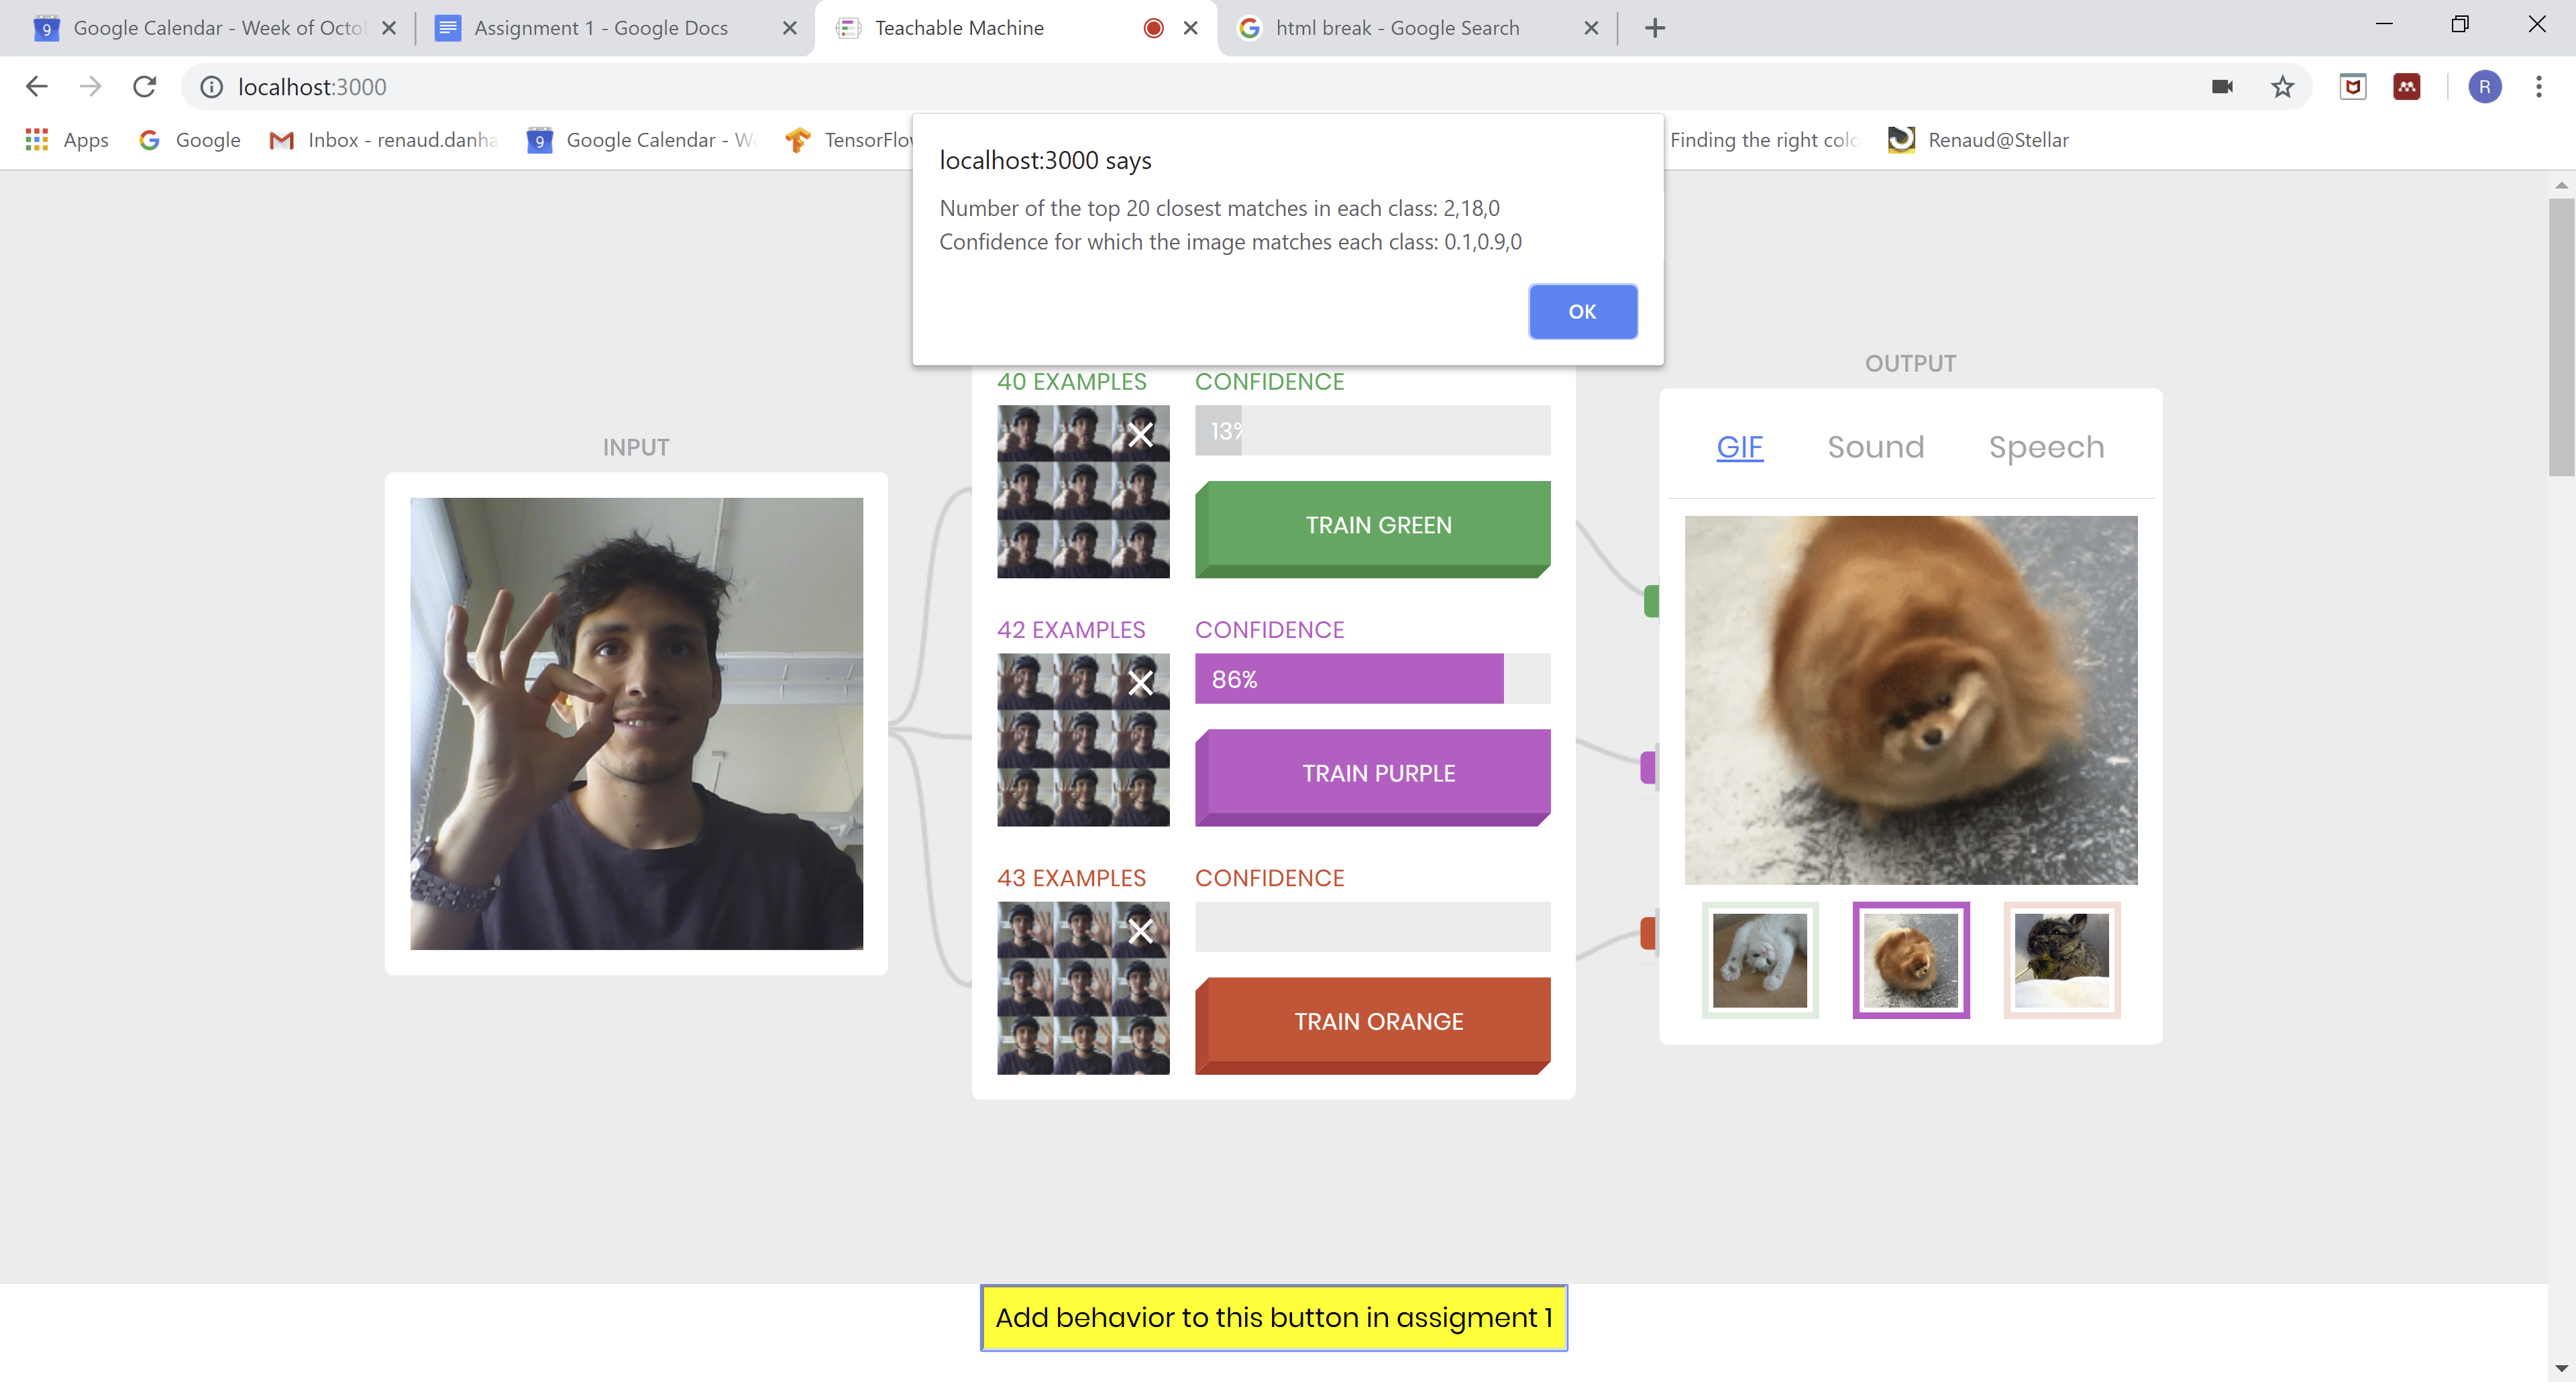 Google Calendar - Week of Octo
Assignment 1 - Google Docs
Teachable Machine
html break - Google Search
localhost:3000
R
Apps
Google
Inbox - renaud.danha
Google Calendar - W
TensorFlo
Finding the right colo
Renaud@Stellar
localhost:3000 says
Number of the top 20 closest matches in each class: 2,18,0
Confidence for which the image matches each class: 0.1,0.9,0
OK
INPUT
40 EXAMPLES
CONFIDENCE
13%
TRAIN GREEN
42 EXAMPLES
CONFIDENCE
86%
TRAIN PURPLE
43 EXAMPLES
CONFIDENCE
TRAIN ORANGE
OUTPUT
GIF
Sound
Speech
Add behavior to this button in assigment 1